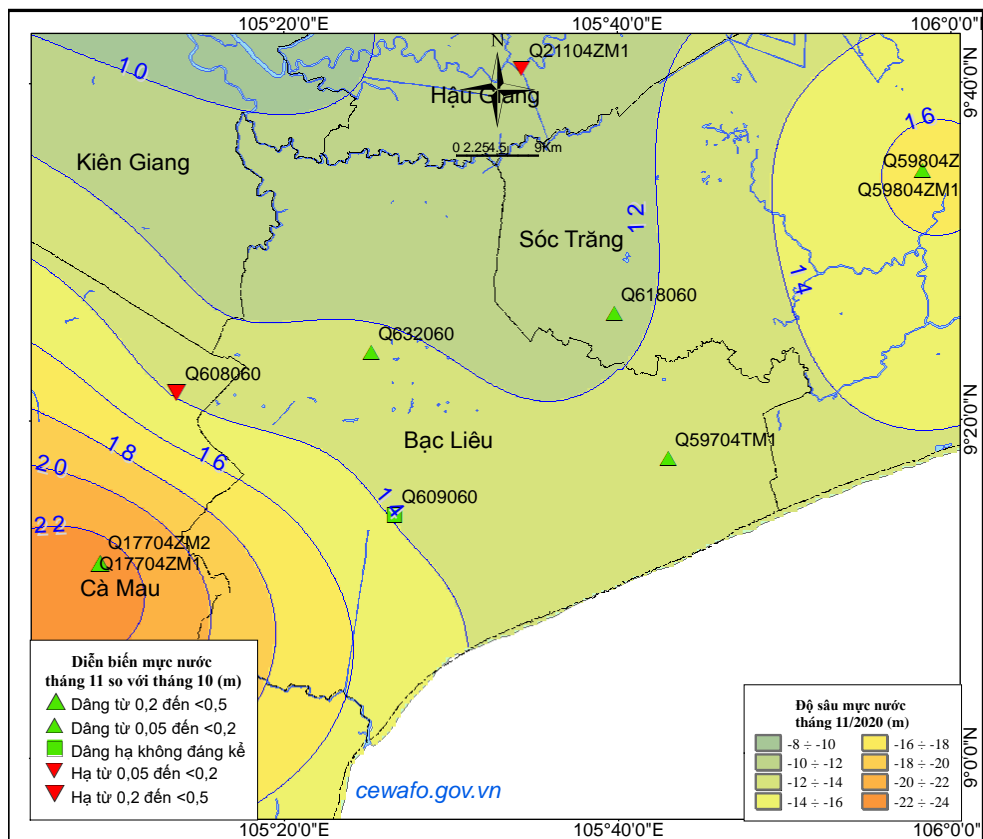 105°20'0"E
105°40'0"E
106°0'0"E
N
Q21104ZM1
10
Hậu Giang
9°40'0"N
16
0 2.254.5 9Km
Kiên Giang
Q59804Z
Q59804ZM1
12
Sóc Trăng
14
Q618060
Q632060
Q608060
9°20'0"N
Bạc Liêu
Q59704TM1
18
16
20
14
Q609060
22
Q17704ZM2
Q17704ZM1
Cà Mau
Diễn biến mực nước
tháng 11 so với tháng 10 (m)
Dâng từ 0,2 đến <0,5
Dâng từ 0,05 đến <0,2
Dâng hạ không đáng kể
Hạ từ 0,05 đến <0,2
Hạ từ 0,2 đến <0,5
cewafo.gov.vn
Độ sâu mực nước
tháng 11/2020 (m)
-8 ÷ -10
-10 ÷ -12
-12 ÷ -14
-14 ÷ -16
-16 ÷ -18
-18 ÷ -20
-20 ÷ -22
-22 ÷ -24
9°0'0"N
105°20'0"E
105°40'0"E
106°0'0"E